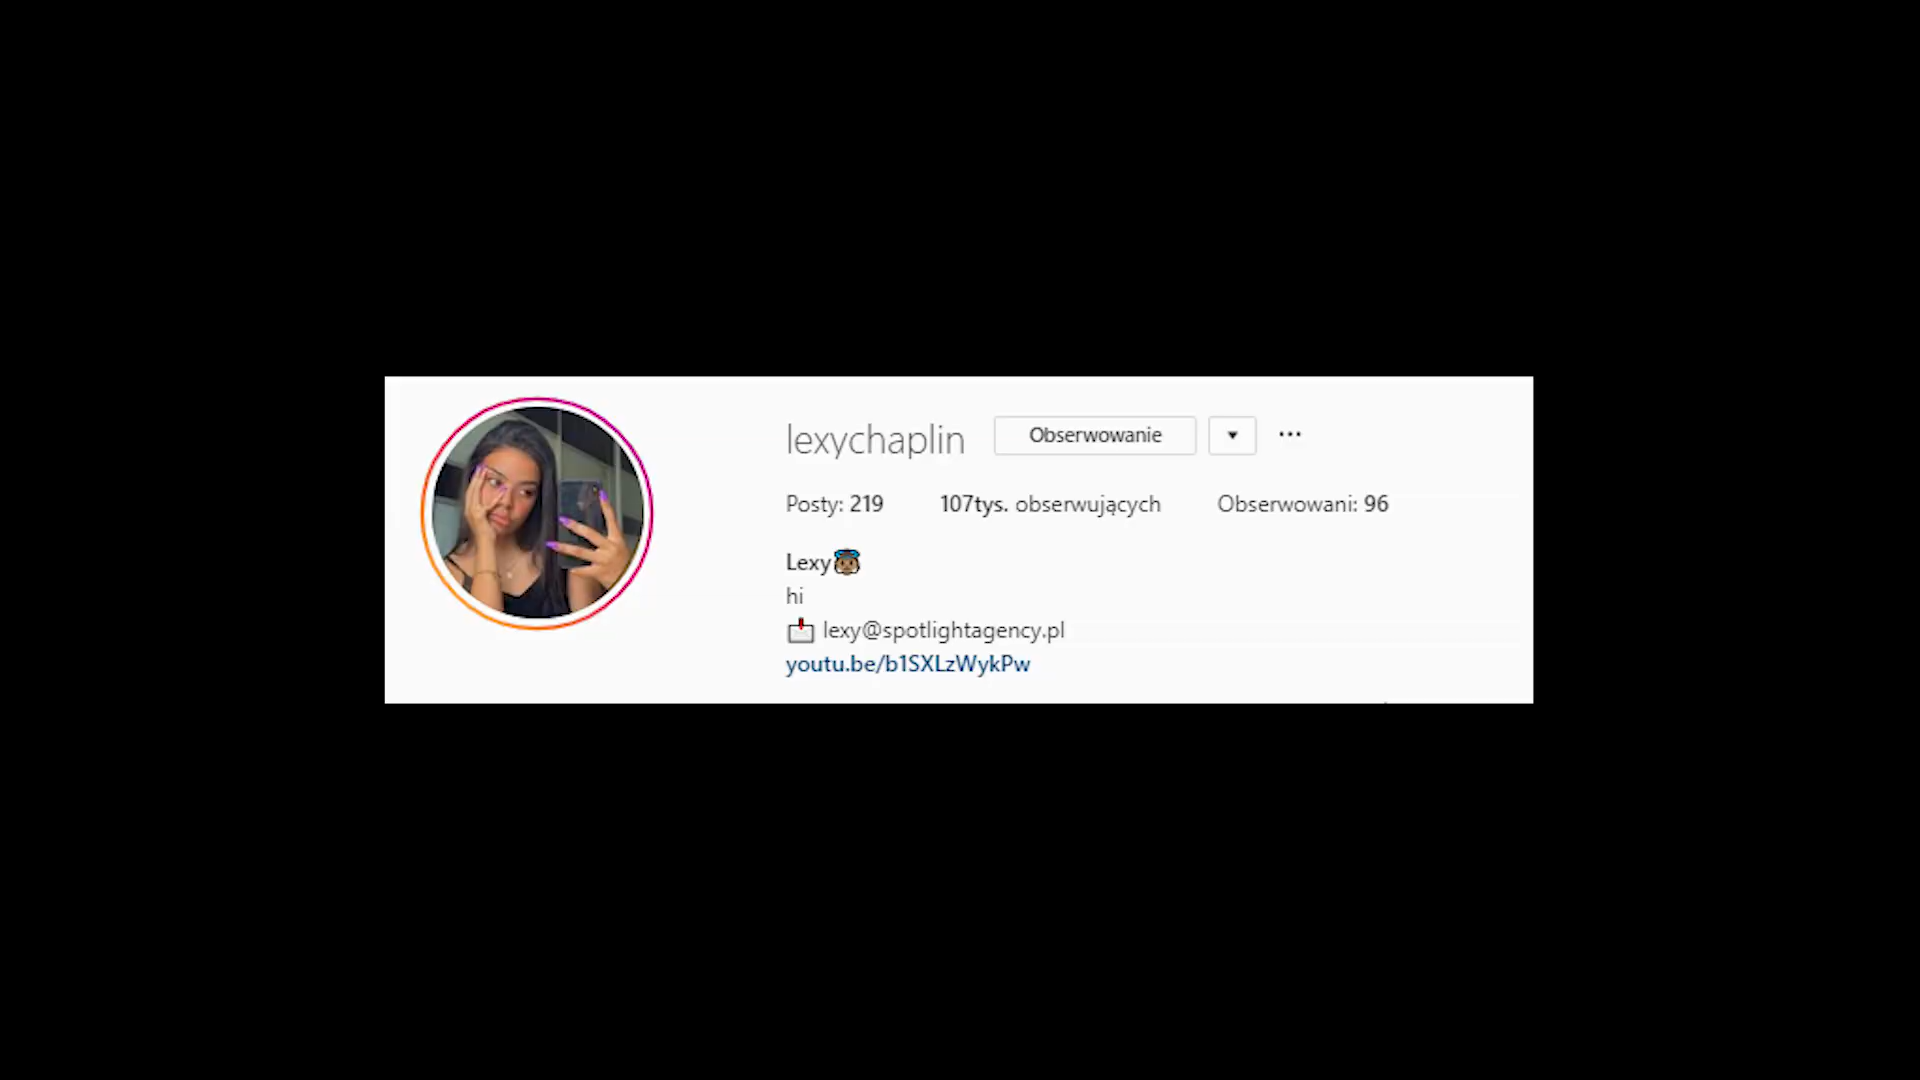 lexychaplin Obserwowanie
Posty: 219 107tys. obserwujących Obserwowani: 96
Lexy
hi
lexy@spotlightagency.pl
youtu.be/b1SXLzWykPw